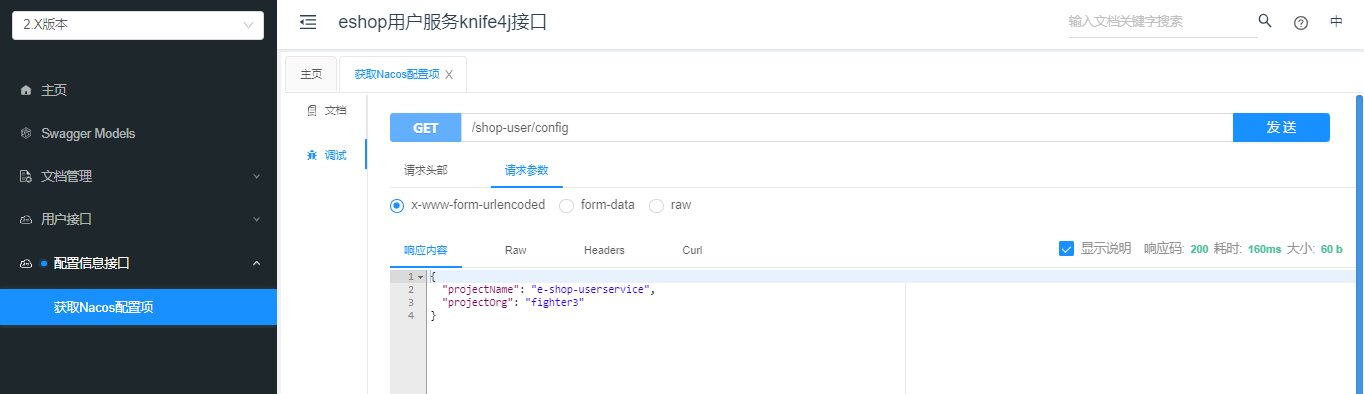 2.X版本
eshop用户服务knife4j接口
输入文档关键字搜索
中
主页
Swagger Models
文档管理
用户接口
配置信息接口
获取Nacos配置项
主页
获取Nacos配置项 X
文档
调试
GET /shop-user/config 发送
请求头部 请求参数
x-www-form-urlencoded form-data raw
响应内容 Raw Headers Curl 显示说明 响应码: 200 耗时: 160ms 大小: 60 b
1 {
2 "projectName": "e-shop-userservice",
3 "projectOrg": "fighter3"
4 }